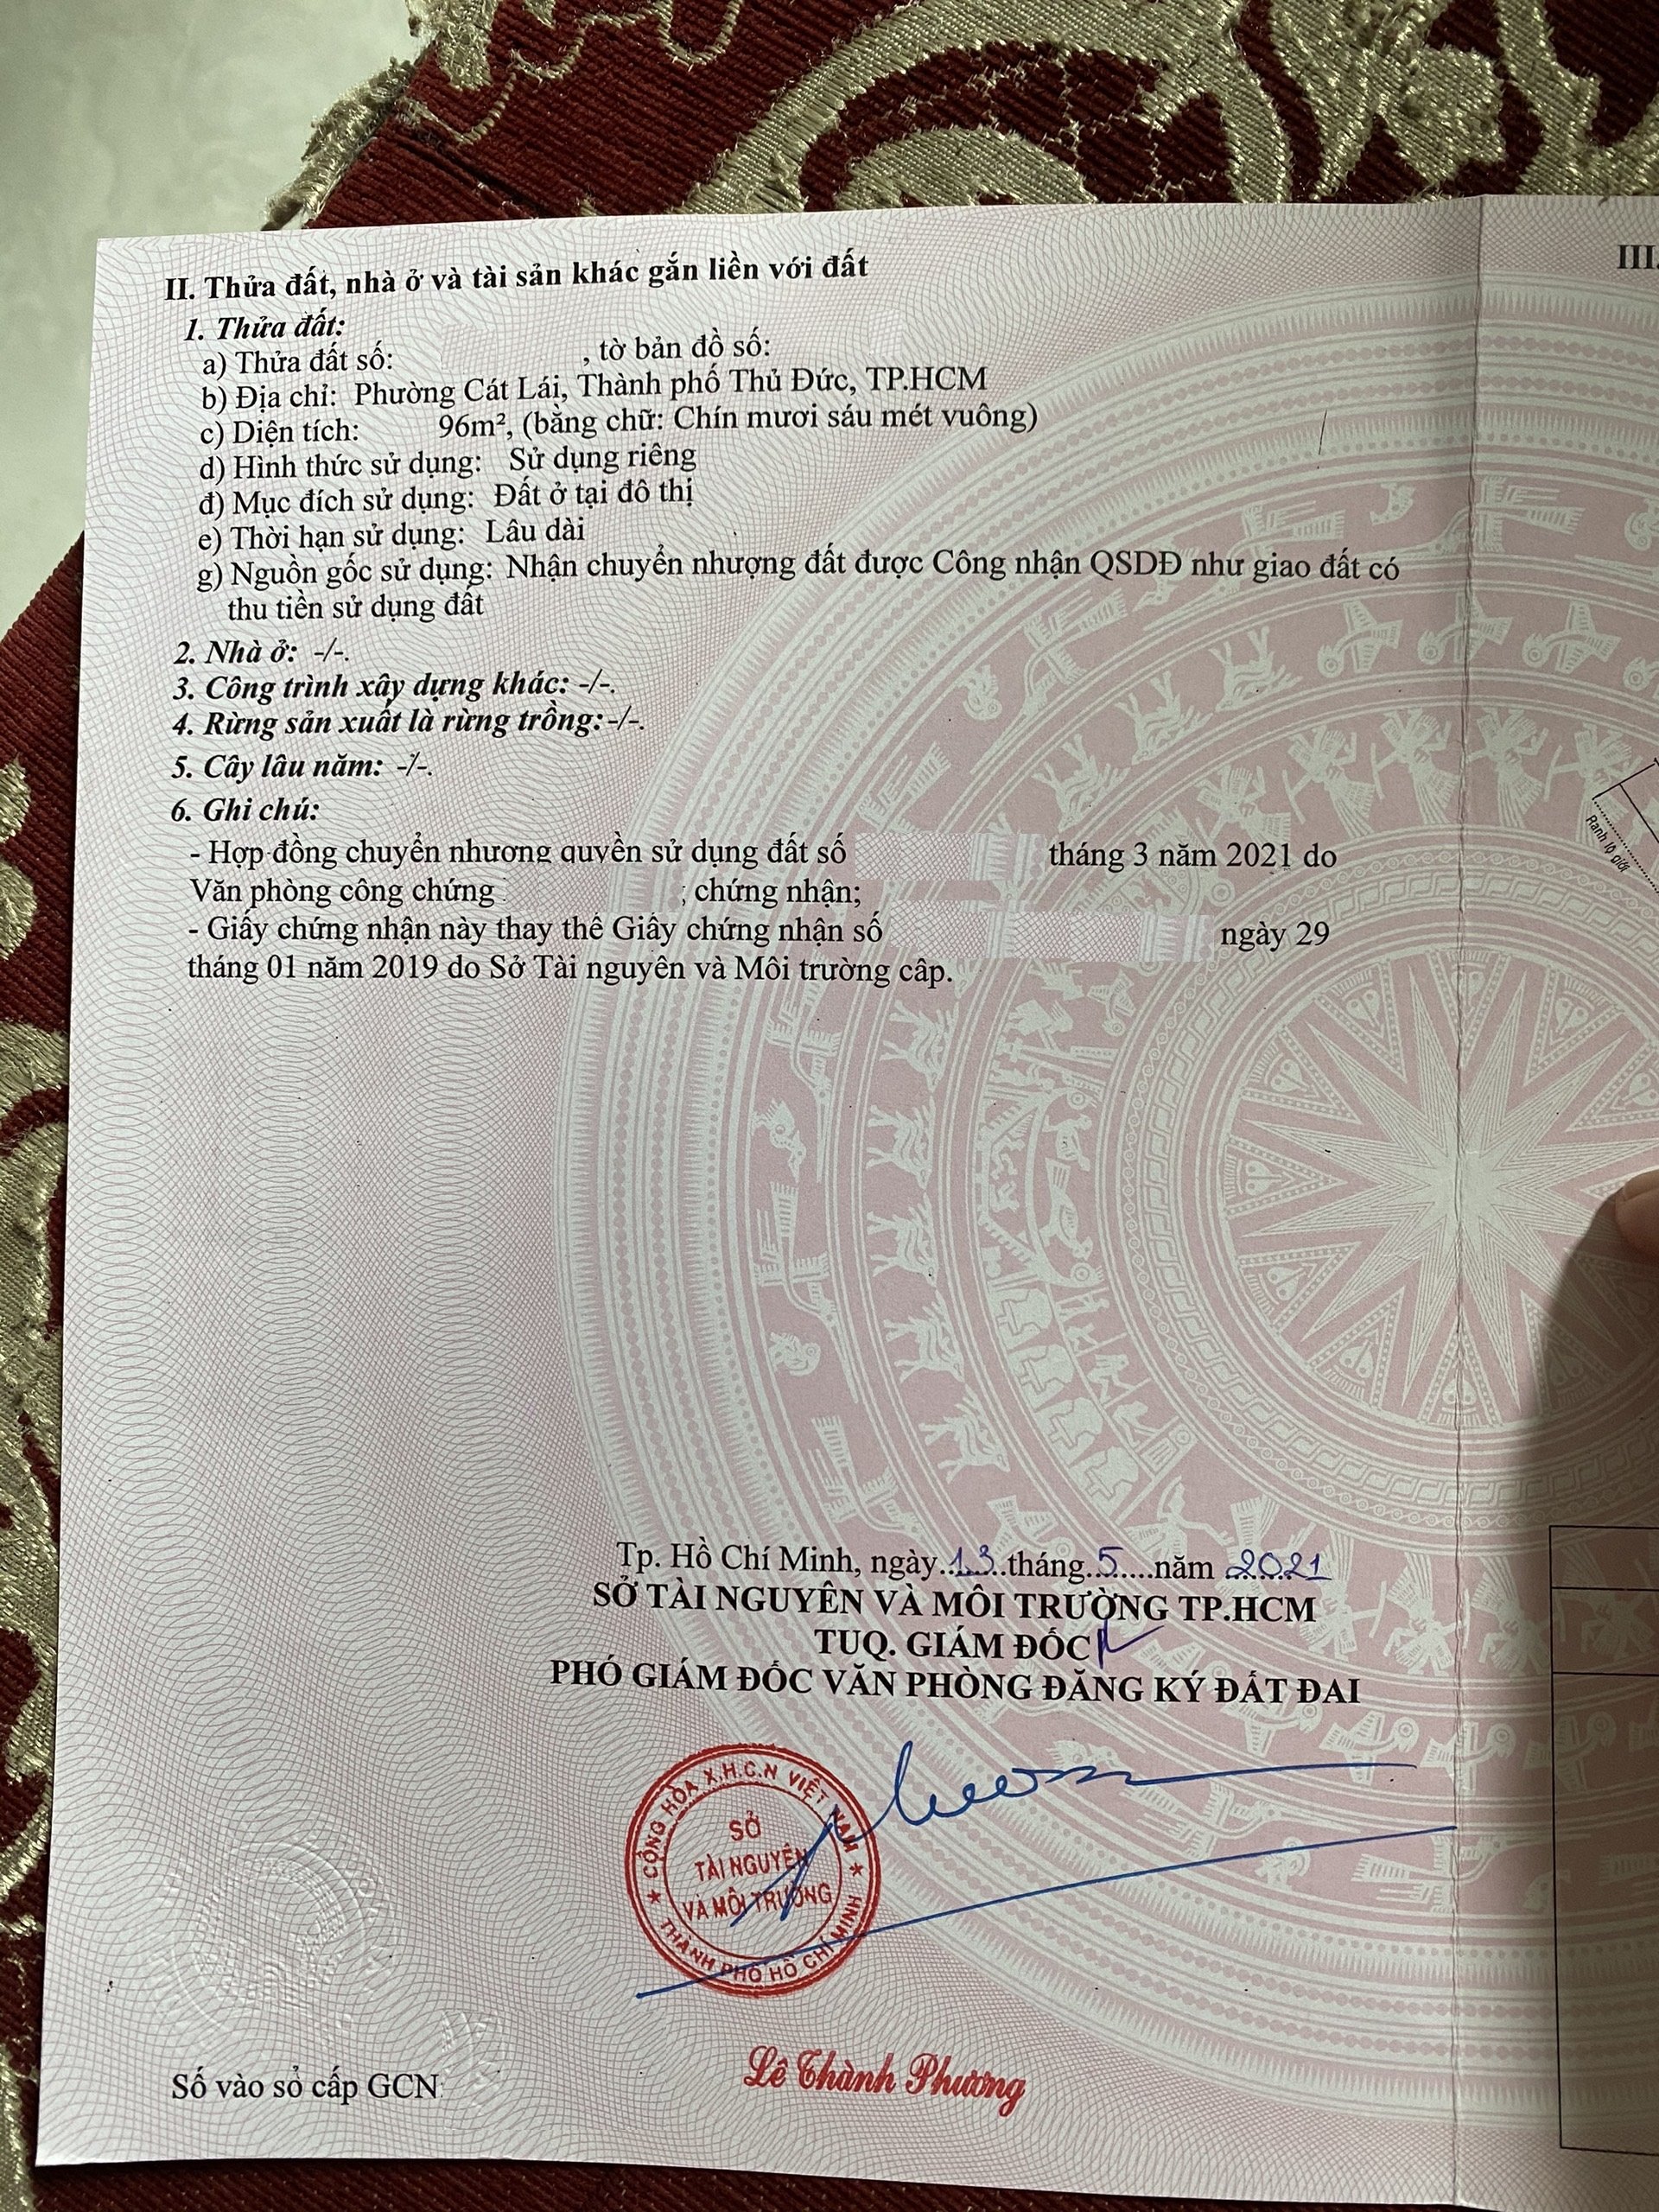 II. Thửa đất, nhà ở và tài sản khác gắn liền với đất
III.
1. Thửa đất:
a) Thửa đất số: , tờ bản đồ số:
b) Địa chỉ: Phường Cát Lái, Thành phố Thủ Đức, TP.HCM
c) Diện tích: 96m², (bằng chữ: Chín mươi sáu mét vuông)
d) Hình thức sử dụng: Sử dụng riêng
đ) Mục đích sử dụng: Đất ở tại đô thị
e) Thời hạn sử dụng: Lâu dài
g) Nguồn gốc sử dụng: Nhận chuyển nhượng đất được Công nhận QSDĐ như giao đất có
thu tiền sử dụng đất
2. Nhà ở: -/-.
3. Công trình xây dựng khác: -/-.
4. Rừng sản xuất là rừng trồng:-/-.
5. Cây lâu năm: -/-.
6. Ghi chú:
- Hợp đồng chuyển nhượng quyền sử dụng đất số tháng 3 năm 2021 do
Văn phòng công chứng ; chứng nhận;
- Giấy chứng nhận này thay thế Giấy chứng nhận số ngày 29
tháng 01 năm 2019 do Sở Tài nguyên và Môi trường cấp.
Ranh lộ giới
Tp. Hồ Chí Minh, ngày..13..tháng..5.....năm 2021
SỞ TÀI NGUYÊN VÀ MÔI TRƯỜNG TP.HCM
TUQ. GIÁM ĐỐC
PHÓ GIÁM ĐỐC VĂN PHÒNG ĐĂNG KÝ ĐẤT ĐAI
★ CỘNG HÒA X.H.C.N VIỆT NAM ★
SỞ
TÀI NGUYÊN
VÀ MÔI TRƯỜNG
THÀNH PHỐ HỒ CHÍ MINH
Lê Thành Phương
Số vào sổ cấp GCN